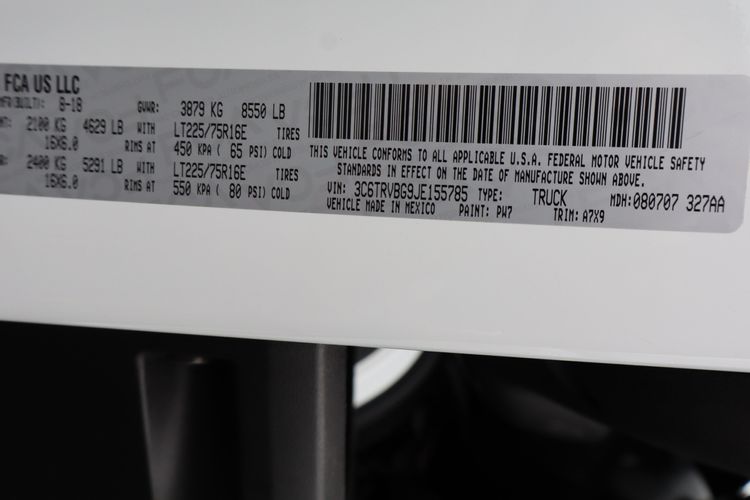 FCA US LLC
MFD(BUILT): 8-18 GVWR: 3879 KG 8550 LB
2100 KG 4629 LB WITH LT225/75R16E TIRES
16X6.0 RIMS AT 450 KPA ( 65 PSI) COLD
2400 KG 5291 LB WITH LT225/75R16E TIRES
16X6.0 RIMS AT 550 KPA ( 80 PSI) COLD
THIS VEHICLE CONFORMS TO ALL APPLICABLE U.S.A. FEDERAL MOTOR VEHICLE SAFETY
STANDARDS IN EFFECT ON THE DATE OF MANUFACTURE SHOWN ABOVE.
VIN: 3C6TRVBG9JE155785 TYPE: TRUCK MDH:080707 327AA
VEHICLE MADE IN MEXICO PAINT: PW7 TRIM: A7X9